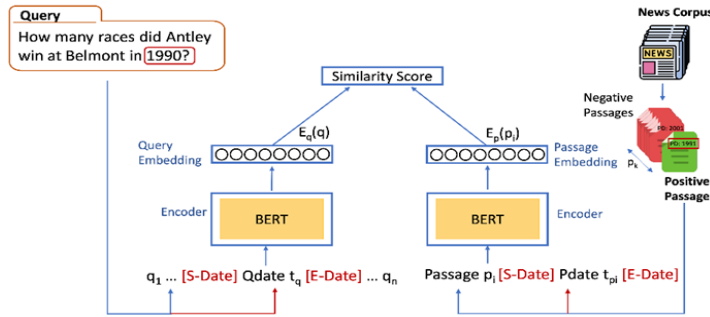 Query
How many races did Antley
win at Belmont in 1990?
News Corpus
NEWS
Similarity Score
Negative
Passages
PD: 2001
PD: 1991
pk
Positive
Passage
Eq(q)
Ep(pi)
Query
Embedding
Passage
Embedding
Encoder
BERT
BERT
Encoder
q1 ... [S-Date] Qdate tq [E-Date] ... qn
Passage pi [S-Date] Pdate tpi [E-Date]